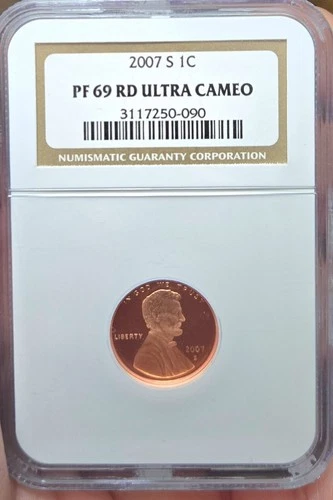 2007 S 1C
PF 69 RD ULTRA CAMEO
3117250-090
NUMISMATIC GUARANTY CORPORATION
IN GOD WE TRUST
LIBERTY
2007
S